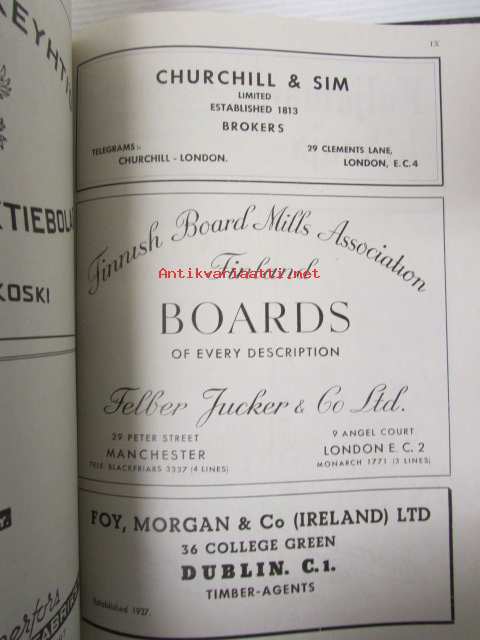 IX
CHURCHILL & SIM
LIMITED
ESTABLISHED 1813
BROKERS
TELEGRAMS:-
CHURCHILL - LONDON.
29 CLEMENTS LANE,
LONDON, E.C.4
Finnish Board Mills Association
Finland
Antikvariaatti.net
BOARDS
OF EVERY DESCRIPTION
Felber Jucker & Co Ltd.
29 PETER STREET
MANCHESTER
TELE. BLACKFRIARS 3337 (4 LINES)
9 ANGEL COURT
LONDON E.C.2
MONARCH 1771 (3 LINES)
FOY, MORGAN & Co (IRELAND) LTD
36 COLLEGE GREEN
DUBLIN. C.1.
TIMBER-AGENTS
Established 1927.
EYHTI
TIEBOLA
KOSKI